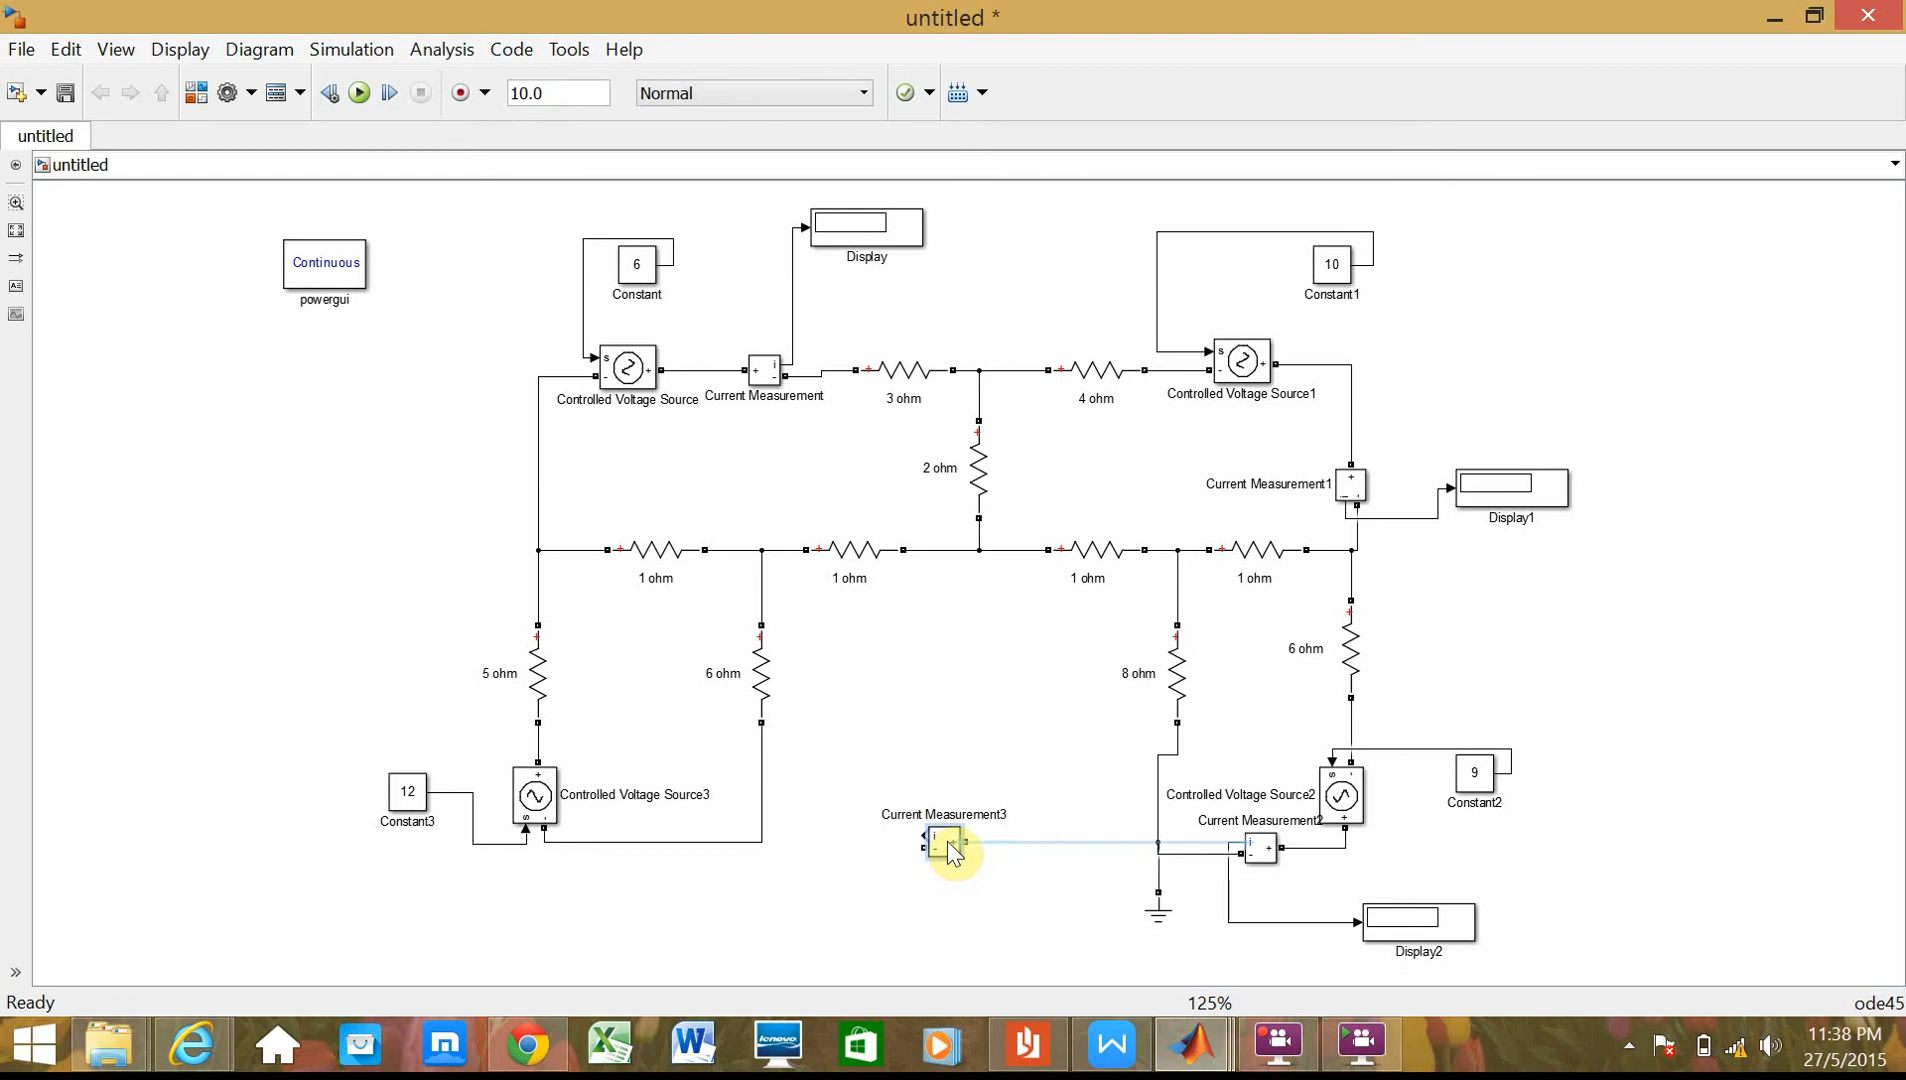 untitled *
File Edit View Display Diagram Simulation Analysis Code Tools Help
10.0 Normal
untitled
untitled
Continuous
powergui
6
Constant
Display
10
Constant1
s
-
+
Controlled Voltage Source
+
i
-
Current Measurement
+
3 ohm
+
4 ohm
s
-
+
Controlled Voltage Source1
+
2 ohm
+
i
-
Current Measurement1
Display1
+
1 ohm
+
1 ohm
+
1 ohm
+
1 ohm
+
5 ohm
+
6 ohm
+
8 ohm
+
6 ohm
12
Constant3
+
s
-
Controlled Voltage Source3
Current Measurement3
i
-
+
s
-
+
Controlled Voltage Source2
9
Constant2
Current Measurement2
i
-
+
Display2
Ready 125% ode45
11:38 PM
27/5/2015